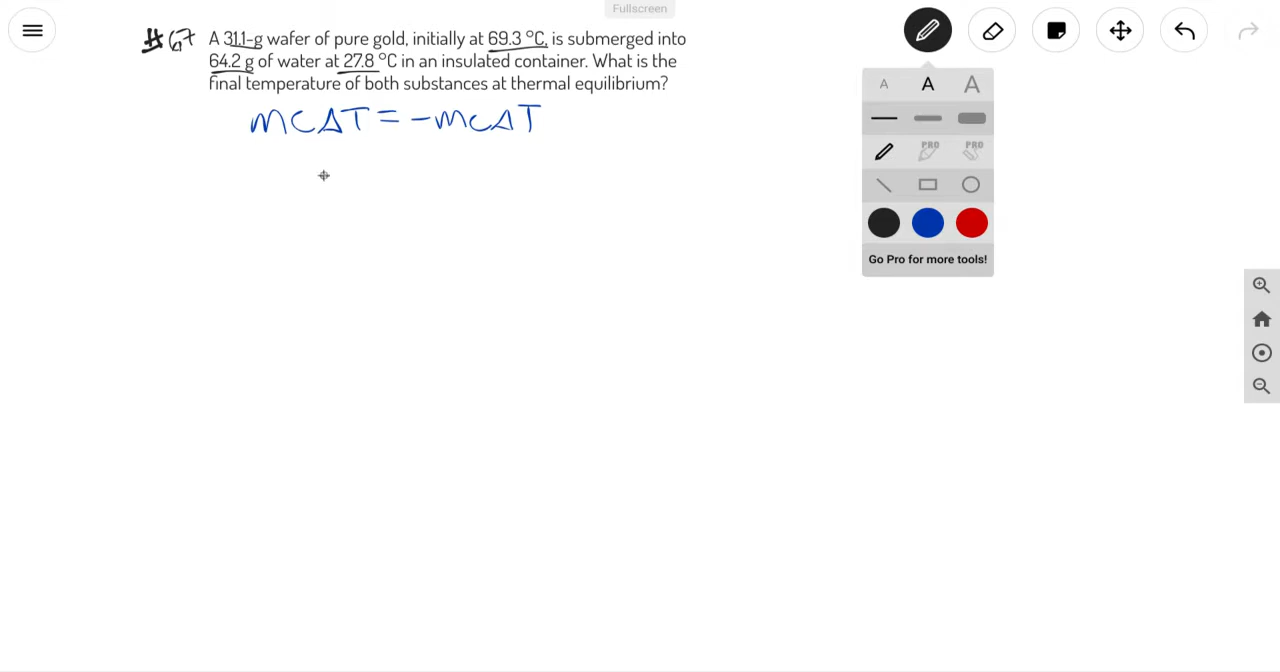 Fullscreen
#67 A 31.1-g wafer of pure gold, initially at 69.3 °C, is submerged into
64.2 g of water at 27.8 °C in an insulated container. What is the
final temperature of both substances at thermal equilibrium?
mCΔT = -mCΔT
A A A
PRO PRO
Go Pro for more tools!